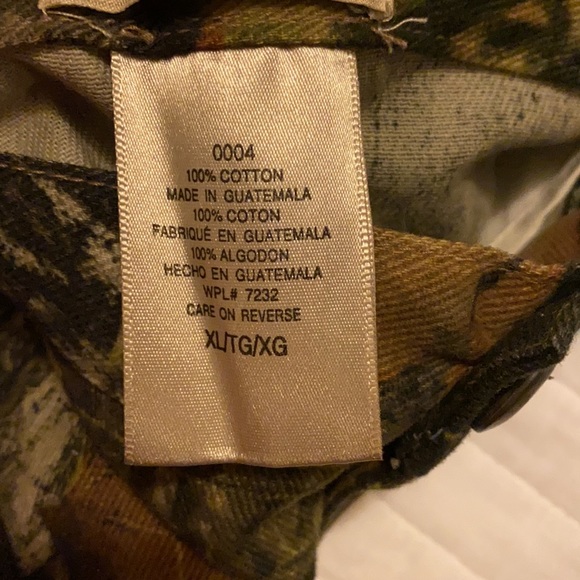 0004
100% COTTON
MADE IN GUATEMALA
100% COTON
FABRIQUÉ EN GUATEMALA
100% ALGODON
HECHO EN GUATEMALA
WPL# 7232
CARE ON REVERSE
XL/TG/XG